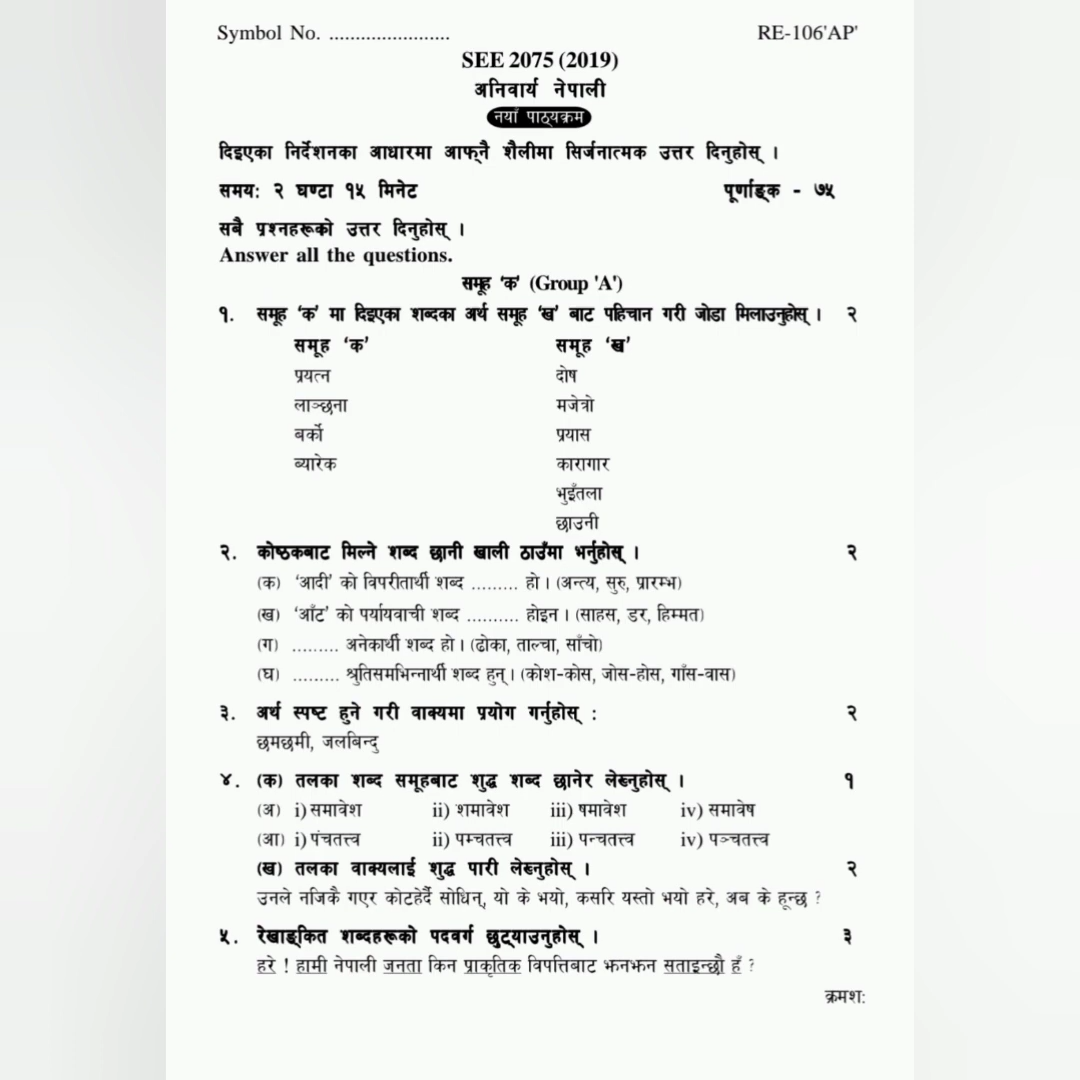 Symbol No. ....................... RE-106'AP'
SEE 2075 (2019)
अनिवार्य नेपाली
नयाँ पाठ्यक्रम
दिइएका निर्देशनका आधारमा आफ्नै शैलीमा सिर्जनात्मक उत्तर दिनुहोस् ।
समय: २ घण्टा १५ मिनेट पूर्णाङ्क - ७५
सबै प्रश्नहरूको उत्तर दिनुहोस् ।
Answer all the questions.
समूह ‘क’ (Group 'A')
१. समूह ‘क’ मा दिइएका शब्दका अर्थ समूह ‘ख’ बाट पहिचान गरी जोडा मिलाउनुहोस् । २
समूह ‘क’ समूह ‘ख’
प्रयत्न दोष
लाञ्छना मजेत्रो
बर्को प्रयास
ब्यारेक कारागार
भुइँतला
छाउनी
२. कोष्ठकबाट मिल्ने शब्द छानी खाली ठाउँमा भर्नुहोस् । २
(क) ‘आदी’ को विपरीतार्थी शब्द ......... हो । (अन्त्य, सुरु, प्रारम्भ)
(ख) ‘आँट’ को पर्यायवाची शब्द .......... होइन । (साहस, डर, हिम्मत)
(ग) ......... अनेकार्थी शब्द हो । (ढोका, ताल्चा, साँचो)
(घ) ......... श्रुतिसमभिन्नार्थी शब्द हुन् । (कोश-कोस, जोस-होस, गाँस-वास)
३. अर्थ स्पष्ट हुने गरी वाक्यमा प्रयोग गर्नुहोस् : २
छमछमी, जलबिन्दु
४. (क) तलका शब्द समूहबाट शुद्ध शब्द छानेर लेख्नुहोस् । १
(अ) i) समावेश ii) शमावेश iii) षमावेश iv) समावेष
(आ) i) पंचतत्त्व ii) पम्चतत्त्व iii) पन्चतत्त्व iv) पञ्चतत्त्व
(ख) तलका वाक्यलाई शुद्ध पारी लेख्नुहोस् । २
उनले नजिकै गएर कोटहेर्दै सोधिन्, यो के भयो, कसरि यस्तो भयो हरे, अब के हून्छ ?
५. रेखाङ्कित शब्दहरूको पदवर्ग छुट्याउनुहोस् । ३
हरे ! हामी नेपाली जनता किन प्राकृतिक विपत्तिबाट झनझन सताइन्छौ हँ ?
क्रमश: